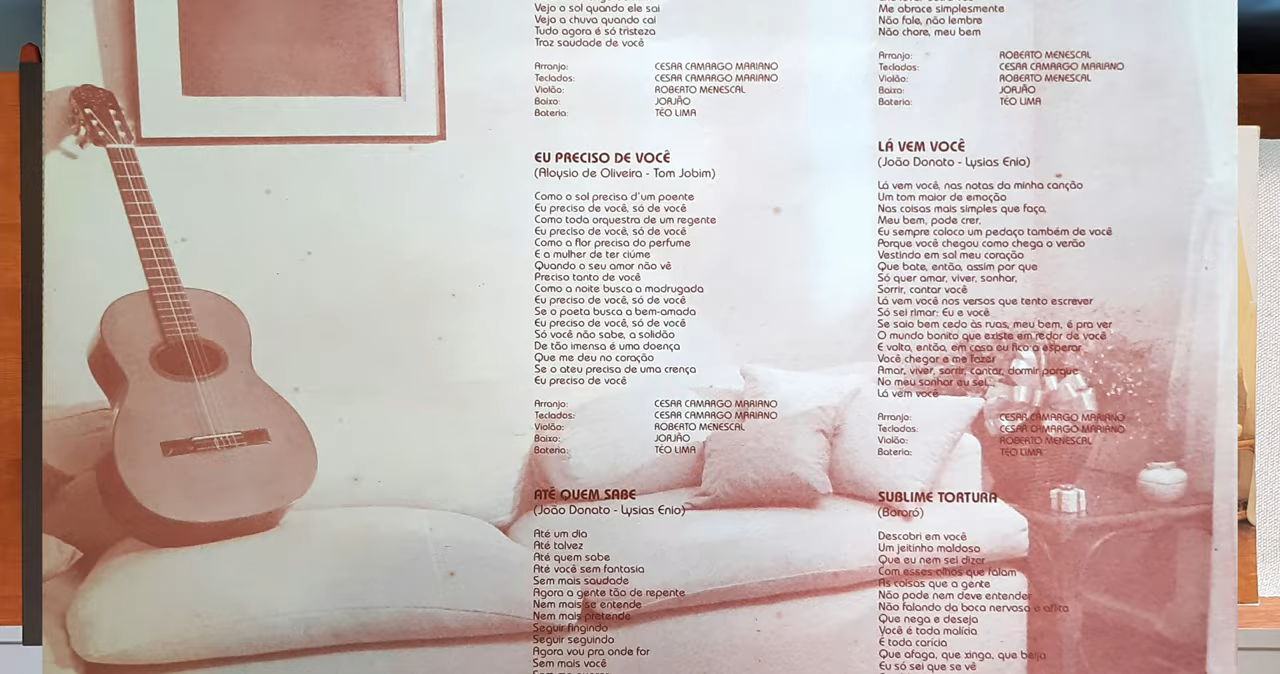 Vejo o sol quando ele sai
Vejo a chuva quando cai
Tudo agora é só tristeza
Traz saudade de você
Arranjo: CESAR CAMARGO MARIANO
Teclados: CESAR CAMARGO MARIANO
Violão: ROBERTO MENESCAL
Baixo: JORJÃO
Bateria: TÉO LIMA
EU PRECISO DE VOCÊ
(Aloysio de Oliveira - Tom Jobim)
Como o sol precisa d'um poente
Eu preciso de você, só de você
Como toda orquestra de um regente
Eu preciso de você, só de você
Como a flor precisa do perfume
E a mulher de ter ciúme
Quando o seu amor não vê
Preciso tanto de você
Como a noite busca a madrugada
Eu preciso de você, só de você
Se o poeta busca a bem-amada
Eu preciso de você, só de você
Só você não sabe, a solidão
De tão imensa é uma doença
Que me deu no coração
Se o ateu precisa de uma crença
Eu preciso de você
Arranjo: CESAR CAMARGO MARIANO
Teclados: CESAR CAMARGO MARIANO
Violão: ROBERTO MENESCAL
Baixo: JORJÃO
Bateria: TÉO LIMA
ATÉ QUEM SABE
(João Donato - Lysias Enio)
Até um dia
Até talvez
Até quem sabe
Até você sem fantasia
Sem mais saudade
Agora a gente tão de repente
Nem mais se entende
Nem mais pretende
Seguir fingindo
Seguir seguindo
Agora vou pra onde for
Sem mais você
Me abrace simplesmente
Não fale, não lembre
Não chore, meu bem
Arranjo: ROBERTO MENESCAL
Teclados: CESAR CAMARGO MARIANO
Violão: ROBERTO MENESCAL
Baixo: JORJÃO
Bateria: TÉO LIMA
LÁ VEM VOCÊ
(João Donato - Lysias Enio)
Lá vem você, nas notas da minha canção
Um tom maior de emoção
Nas coisas mais simples que faça,
Meu bem, pode crer,
Eu sempre coloco um pedaço também de você
Porque você chegou como chega o verão
Vestindo em sol meu coração
Que bate, então, assim por que
Só quer amar, viver, sonhar,
Sorrir, cantar você
Lá vem você nos versos que tento escrever
Só sei rimar: Eu e você
Se saio bem cedo às ruas, meu bem, é pra ver
O mundo bonito que existe em redor de você
E volto, então, em casa eu fico a esperar
Você chegar e me fazer
Amar, viver, sorrir, cantar, dormir porque
No meu sonhar eu sei...
Lá vem você
Arranjo: CESAR CAMARGO MARIANO
Teclados: CESAR CAMARGO MARIANO
Violão: ROBERTO MENESCAL
Baixo: JORJÃO
Bateria: TÉO LIMA
SUBLIME TORTURA
(Bororó)
Descobri em você
Um jeitinho maldoso
Que eu nem sei dizer
Com esses olhos que falam
As coisas que a gente
Não pode nem deve entender
Não falando da boca nervosa e aflita
Que nega e deseja
Você é toda malícia
É toda carícia
Que afaga, que xinga, que beija
Eu só sei que se vê